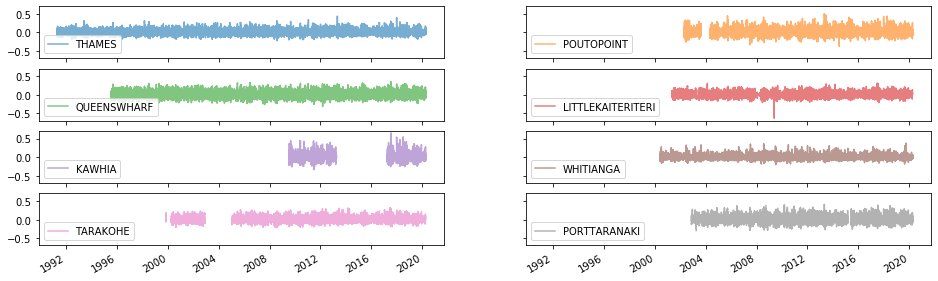 0.5
0.0
−0.5
THAMES
POUTOPOINT
0.5
0.0
−0.5
QUEENSWHARF
LITTLEKAITERITERI
0.5
0.0
−0.5
KAWHIA
WHITIANGA
0.5
0.0
−0.5
TARAKOHE
PORTTARANAKI
1992 1996 2000 2004 2008 2012 2016 2020
1992 1996 2000 2004 2008 2012 2016 2020